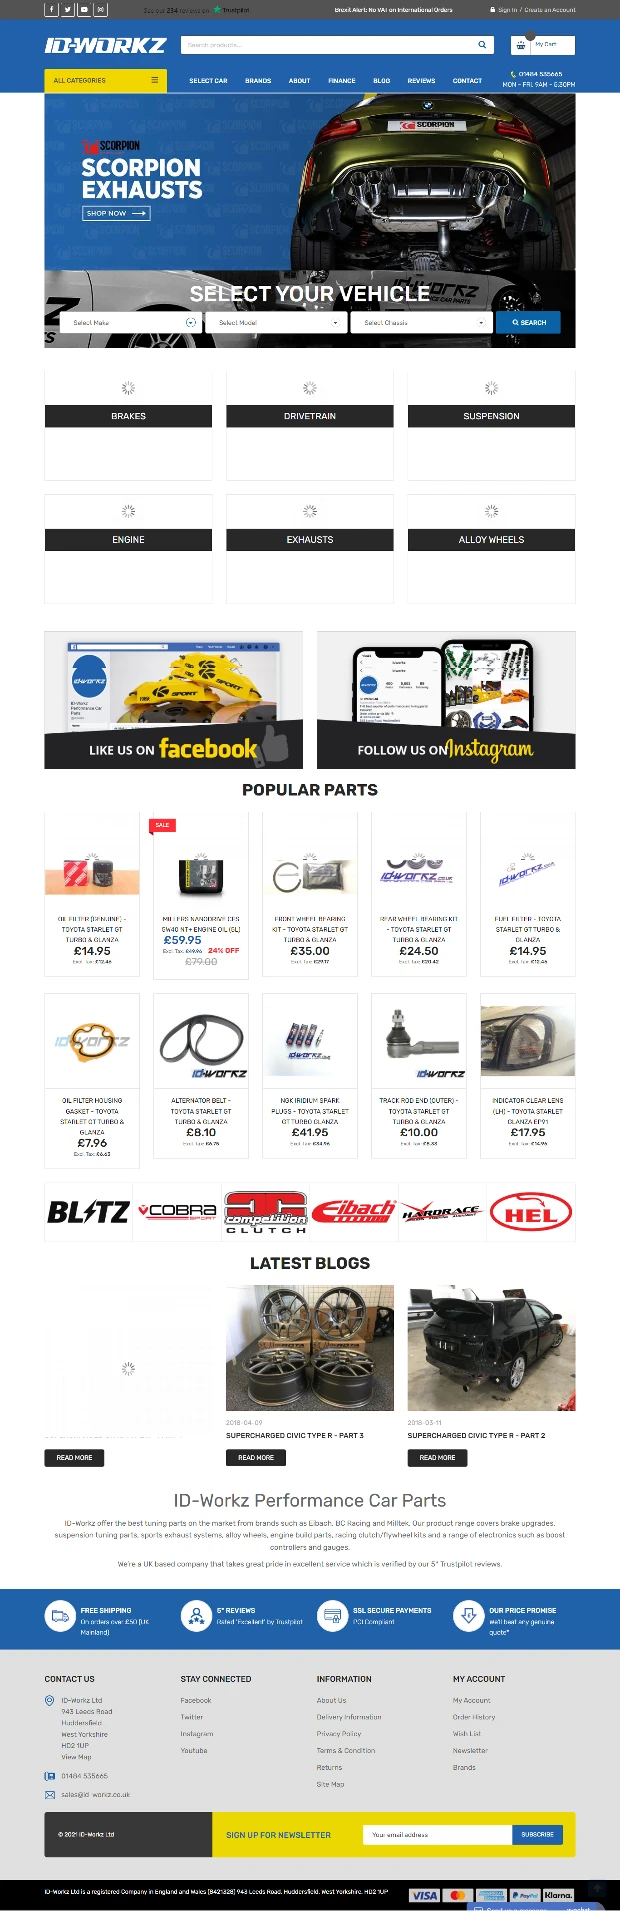 See our 234 reviews on Trustpilot
Brexit Alert: No VAT on International Orders
Sign In / Create an Account
ID-WORKZ
Search products...
My Cart
ALL CATEGORIES
SELECT CAR
BRANDS
ABOUT
FINANCE
BLOG
REVIEWS
CONTACT
01484 535665
MON - FRI, 9AM - 5:30PM
SCORPION
SCORPION
EXHAUSTS
SHOP NOW
SCORPION
SELECT YOUR VEHICLE
Select Make
Select Model
Select Chassis
SEARCH
BRAKES
DRIVETRAIN
SUSPENSION
ENGINE
EXHAUSTS
ALLOY WHEELS
LIKE US ON facebook
FOLLOW US ON Instagram
POPULAR PARTS
SALE
OIL FILTER (GENUINE) -
TOYOTA STARLET GT
TURBO & GLANZA
£14.95
Excl. Tax: £12.46
MILLERS NANODRIVE CFS
5W40 NT+ ENGINE OIL (5L)
£59.95
Excl. Tax: £49.96
24% OFF
£79.00
FRONT WHEEL BEARING
KIT - TOYOTA STARLET GT
TURBO & GLANZA
£35.00
Excl. Tax: £29.17
REAR WHEEL BEARING KIT
- TOYOTA STARLET GT
TURBO & GLANZA
£24.50
Excl. Tax: £20.42
FUEL FILTER - TOYOTA
STARLET GT TURBO &
GLANZA
£14.95
Excl. Tax: £12.46
OIL FILTER HOUSING
GASKET - TOYOTA
STARLET GT TURBO &
GLANZA
£7.96
Excl. Tax: £6.63
ALTERNATOR BELT -
TOYOTA STARLET GT
TURBO & GLANZA
£8.10
Excl. Tax: £6.75
NGK IRIDIUM SPARK
PLUGS - TOYOTA STARLET
GT TURBO GLANZA
£41.95
Excl. Tax: £34.96
TRACK ROD END (OUTER) -
TOYOTA STARLET GT
TURBO & GLANZA
£10.00
Excl. Tax: £8.33
INDICATOR CLEAR LENS
(LH) - TOYOTA STARLET
GLANZA EP91
£17.95
Excl. Tax: £14.96
BLITZ
COBRA
SPORT
competition
CLUTCH
Eibach
HARDRACE
HEL
LATEST BLOGS
2018-04-09
SUPERCHARGED CIVIC TYPE R - PART 3
2018-03-11
SUPERCHARGED CIVIC TYPE R - PART 2
READ MORE
READ MORE
READ MORE
ID-Workz Performance Car Parts
ID-Workz offer the best tuning parts on the market from brands such as Eibach, BC Racing and Milltek. Our product range covers brake upgrades,
suspension tuning parts, sports exhaust systems, alloy wheels, engine build parts, racing clutch/flywheel kits and a range of electronics such as boost
controllers and gauges.
We're a UK based company that takes great pride in excellent service which is verified by our 5* Trustpilot reviews.
FREE SHIPPING
On orders over £50 (UK
Mainland)
5* REVIEWS
Rated 'Excellent' by Trustpilot
SSL SECURE PAYMENTS
PCI Compliant
OUR PRICE PROMISE
We'll beat any genuine
quote*
CONTACT US
ID-Workz Ltd
943 Leeds Road
Huddersfield
West Yorkshire
HD2 1UP
View Map
01484 535665
sales@id-workz.co.uk
STAY CONNECTED
Facebook
Twitter
Instagram
Youtube
INFORMATION
About Us
Delivery Information
Privacy Policy
Terms & Condition
Returns
Site Map
MY ACCOUNT
My Account
Order History
Wish List
Newsletter
Brands
© 2021 ID-Workz Ltd
SIGN UP FOR NEWSLETTER
Your email address
SUBSCRIBE
ID-Workz Ltd is a registered Company in England and Wales (8421328) 943 Leeds Road, Huddersfield, West Yorkshire, HD2 1UP
VISA
PayPal
Klarna.